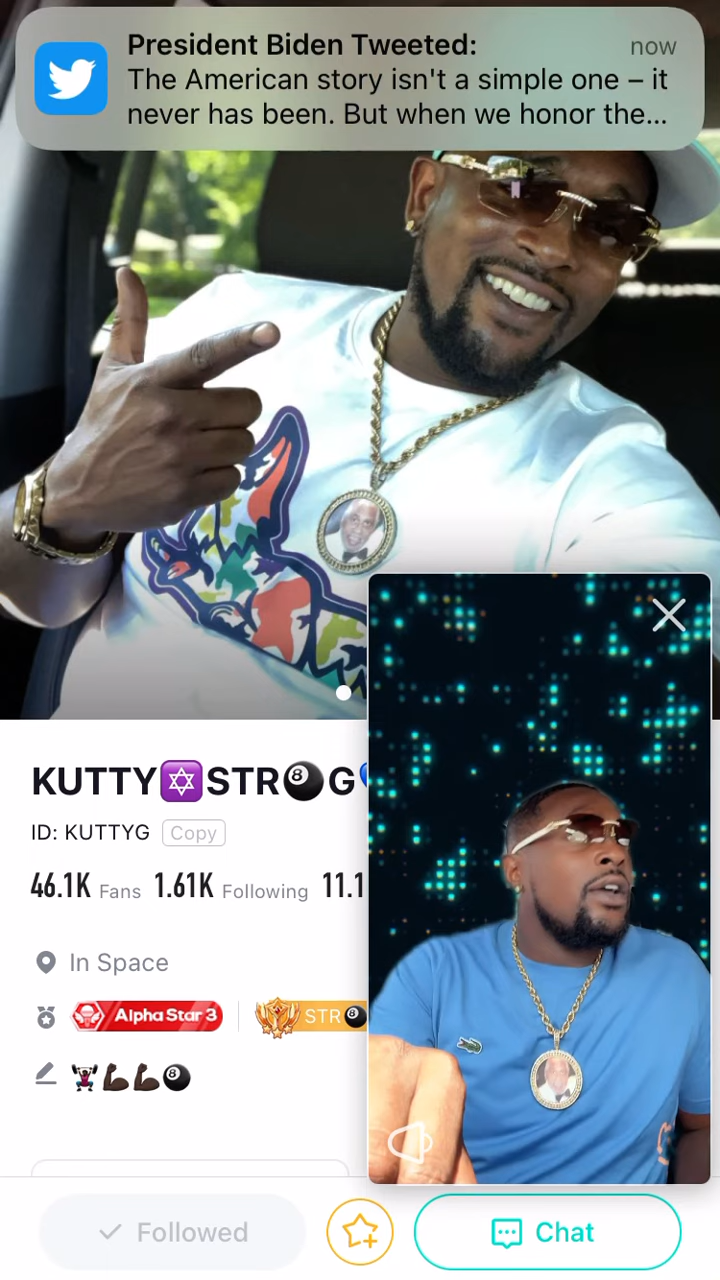 President Biden Tweeted:
now
The American story isn't a simple one – it
never has been. But when we honor the...
KUTTY✡️STR🎱G
ID: KUTTYG
Copy
46.1K Fans 1.61K Following 11.1
In Space
Alpha Star 3
STR🎱
🏋🏿💪🏿💪🏿🎱
Followed
Chat